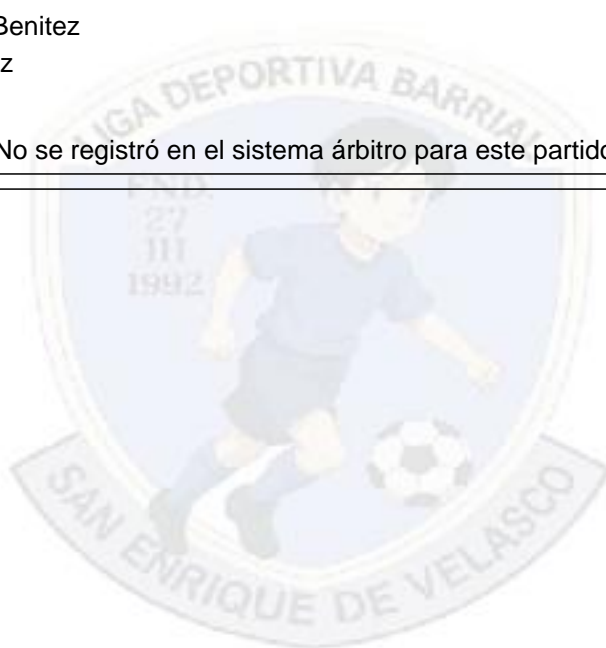 Benitez
z
LIGA DEPORTIVA BARRIAL
No se registró en el sistema árbitro para este partido
FND.
27
III
1992
SAN ENRIQUE DE VELASCO